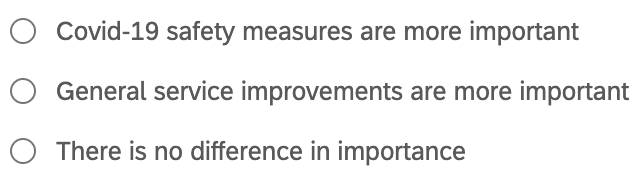 Covid-19 safety measures are more important
General service improvements are more important
There is no difference in importance